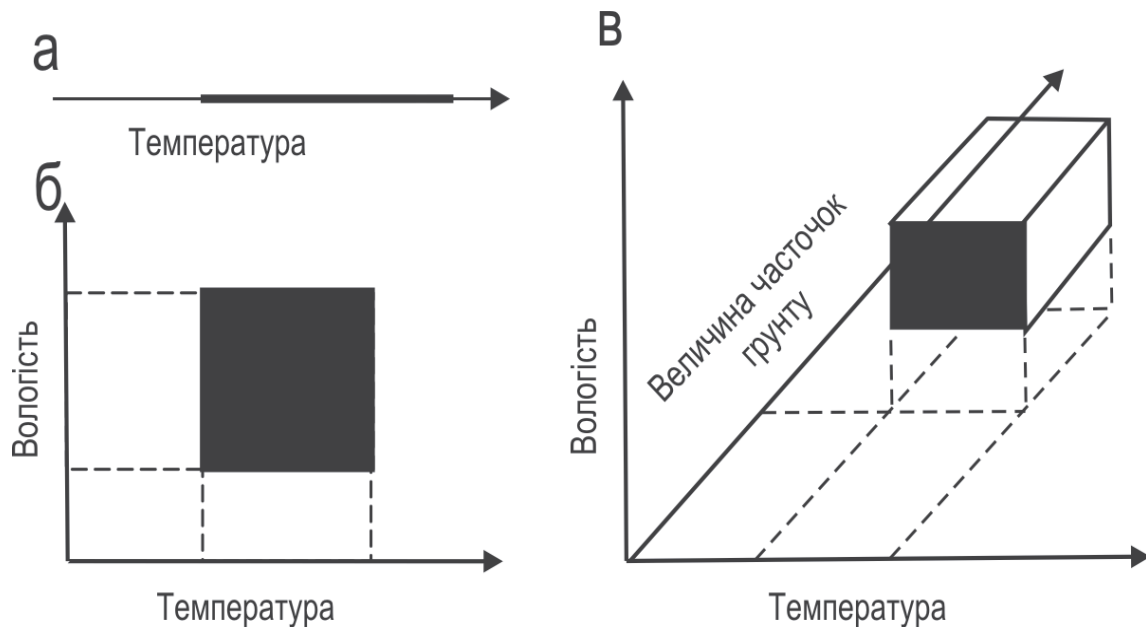 а
Температура
б
Вологість
Температура
в
Величина часточок
грунту
Вологість
Температура